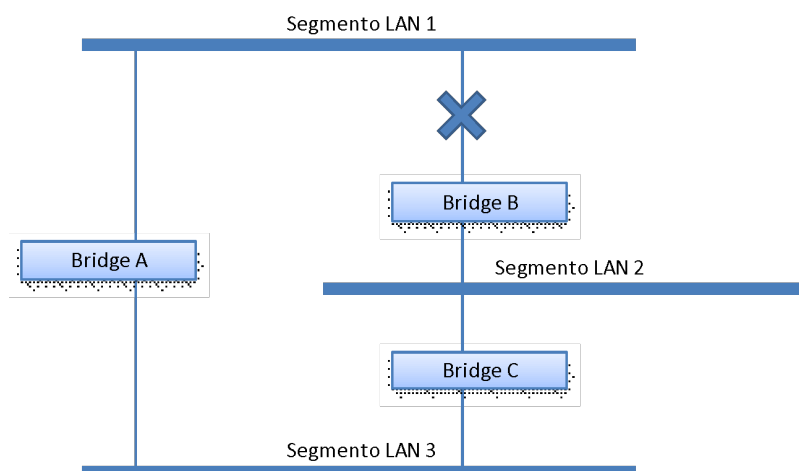 Segmento LAN 1
Bridge B
Bridge A
Segmento LAN 2
Bridge C
Segmento LAN 3